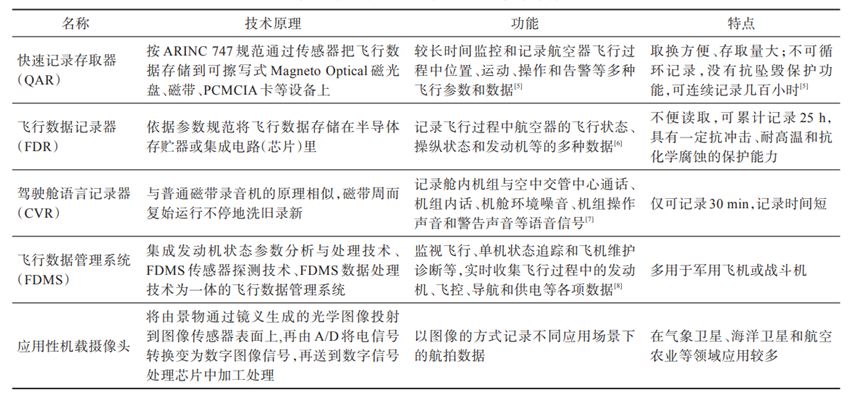 名称 技术原理 功能 特点
快速记录存取器
(QAR)
按 ARINC 747 规范通过传感器把飞行数
据存储到可擦写式 Magneto Optical 磁光
盘、磁带、PCMCIA 卡等设备上
较长时间监控和记录航空器飞行过
程中位置、运动、操作和告警等多种
飞行参数和数据[5]
取换方便、存取量大；不可循
环记录，没有抗坠毁保护功
能，可连续记录几百小时[5]
飞行数据记录器
(FDR)
依据参数规范将飞行数据存储在半导体
存贮器或集成电路(芯片)里
记录飞行过程中航空器的飞行状态、
操纵状态和发动机等的多种数据[6]
不便读取，可累计记录 25 h，
具有一定抗冲击、耐高温和抗
化学腐蚀的保护能力
驾驶舱语言记录器
(CVR)
与普通磁带录音机的原理相似，磁带周而
复始运行不停地洗旧录新
记录舱内机组与空中交管中心通话、
机组内话、机舱环境噪音、机组操作
声音和警告声音等语音信号[7]
仅可记录 30 min，记录时间短
飞行数据管理系统
(FDMS)
集成发动机状态参数分析与处理技术、
FDMS 传感器探测技术、FDMS 数据处理
技术为一体的飞行数据管理系统
监视飞行、单机状态追踪和飞机维护
诊断等，实时收集飞行过程中的发动
机、飞控、导航和供电等各项数据[8]
多用于军用飞机或战斗机
应用性机载摄像头
将由景物通过镜义生成的光学图像投射
到图像传感器表面上，再由 A/D 将电信号
转换变为数字图像信号，再送到数字信号
处理芯片中加工处理
以图像的方式记录不同应用场景下
的航拍数据
在气象卫星、海洋卫星和航空
农业等领域应用较多